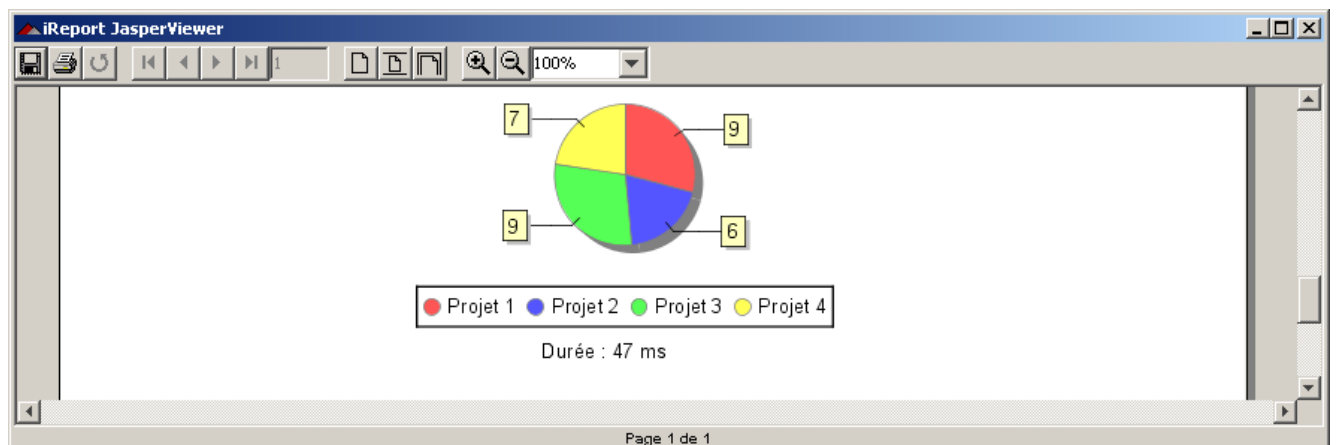 iReport JasperViewer
1
100%
7
9
9
6
Projet 1 Projet 2 Projet 3 Projet 4
Durée : 47 ms
Page 1 de 1